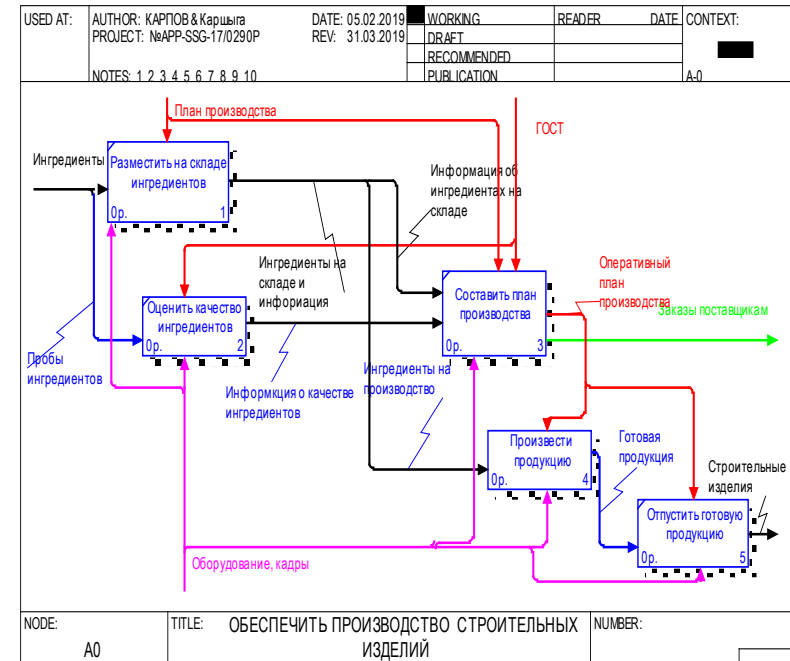 USED AT:
AUTHOR: КАРПОВ & Каршыга
DATE: 05.02.2019
WORKING
READER
DATE
CONTEXT:
PROJECT: №APP-SSG-17/0290P
REV: 31.03.2019
DRAFT
RECOMMENDED
NOTES: 1 2 3 4 5 6 7 8 9 10
PUBLICATION
A-0
План производства
ГОСТ
Ингредиенты
Разместить на складе
ингредиентов
0р.
1
Информация об
ингредиентах на
складе
Ингредиенты на
складе и
инфориация
Оперативный
план
производства
Оценить качество
ингредиентов
0р.
2
Составить план
производства
0р.
3
Заказы поставщикам
Пробы
ингредиентов
Информкция о качестве
ингредиентов
Ингредиенты на
производство
Произвести
продукцию
0р.
4
Готовая
продукция
Строительные
изделия
Отпустить готовую
продукцию
0р.
5
Оборудование, кадры
NODE:
TITLE:
ОБЕСПЕЧИТЬ ПРОИЗВОДСТВО СТРОИТЕЛЬНЫХ
ИЗДЕЛИЙ
NUMBER:
A0